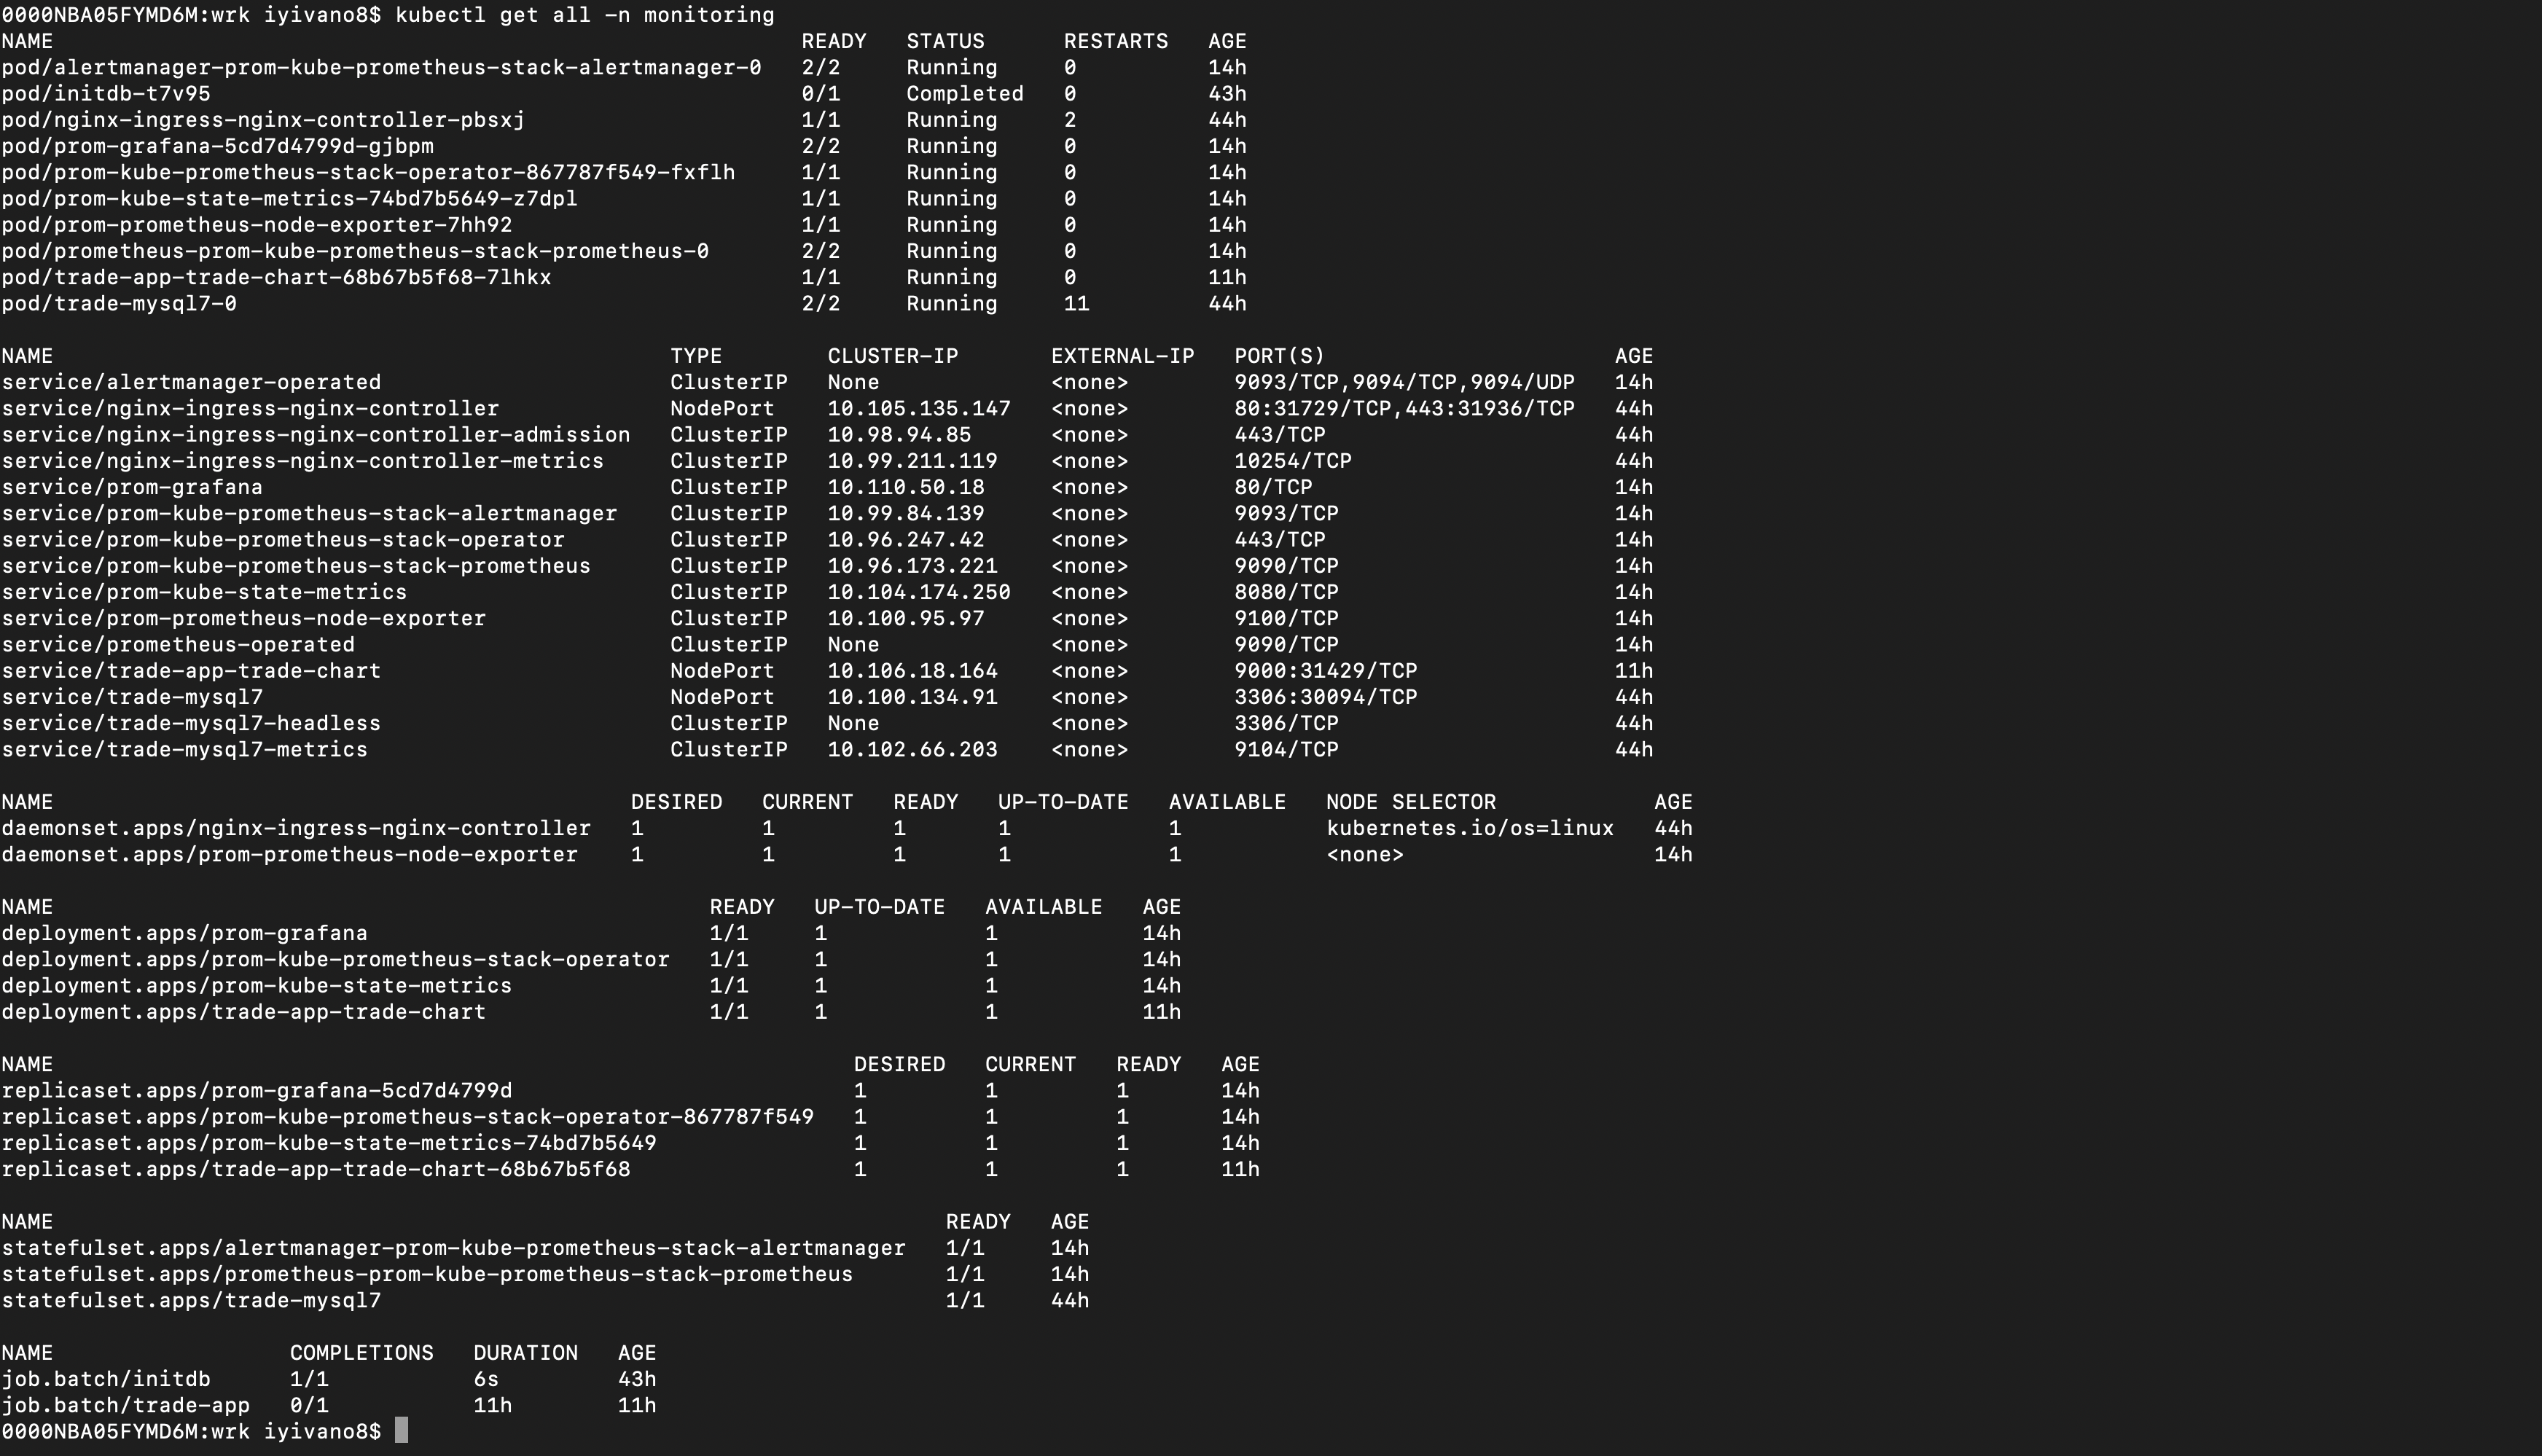 0000NBA05FYMD6M:wrk iyivano8$ kubectl get all -n monitoring
NAME                                                         READY   STATUS      RESTARTS   AGE
pod/alertmanager-prom-kube-prometheus-stack-alertmanager-0   2/2     Running     0          14h
pod/initdb-t7v95                                             0/1     Completed   0          43h
pod/nginx-ingress-nginx-controller-pbsxj                     1/1     Running     2          44h
pod/prom-grafana-5cd7d4799d-gjbpm                            2/2     Running     0          14h
pod/prom-kube-prometheus-stack-operator-867787f549-fxflh     1/1     Running     0          14h
pod/prom-kube-state-metrics-74bd7b5649-z7dpl                 1/1     Running     0          14h
pod/prom-prometheus-node-exporter-7hh92                      1/1     Running     0          14h
pod/prometheus-prom-kube-prometheus-stack-prometheus-0       2/2     Running     0          14h
pod/trade-app-trade-chart-68b67b5f68-7lhkx                   1/1     Running     0          11h
pod/trade-mysql7-0                                           2/2     Running     11         44h

NAME                                               TYPE        CLUSTER-IP       EXTERNAL-IP   PORT(S)                      AGE
service/alertmanager-operated                      ClusterIP   None             <none>        9093/TCP,9094/TCP,9094/UDP   14h
service/nginx-ingress-nginx-controller             NodePort    10.105.135.147   <none>        80:31729/TCP,443:31936/TCP   44h
service/nginx-ingress-nginx-controller-admission   ClusterIP   10.98.94.85      <none>        443/TCP                      44h
service/nginx-ingress-nginx-controller-metrics     ClusterIP   10.99.211.119    <none>        10254/TCP                    44h
service/prom-grafana                               ClusterIP   10.110.50.18     <none>        80/TCP                       14h
service/prom-kube-prometheus-stack-alertmanager    ClusterIP   10.99.84.139     <none>        9093/TCP                     14h
service/prom-kube-prometheus-stack-operator        ClusterIP   10.96.247.42     <none>        443/TCP                      14h
service/prom-kube-prometheus-stack-prometheus      ClusterIP   10.96.173.221    <none>        9090/TCP                     14h
service/prom-kube-state-metrics                    ClusterIP   10.104.174.250   <none>        8080/TCP                     14h
service/prom-prometheus-node-exporter              ClusterIP   10.100.95.97     <none>        9100/TCP                     14h
service/prometheus-operated                        ClusterIP   None             <none>        9090/TCP                     14h
service/trade-app-trade-chart                      NodePort    10.106.18.164    <none>        9000:31429/TCP               11h
service/trade-mysql7                               NodePort    10.100.134.91    <none>        3306:30094/TCP               44h
service/trade-mysql7-headless                      ClusterIP   None             <none>        3306/TCP                     44h
service/trade-mysql7-metrics                       ClusterIP   10.102.66.203    <none>        9104/TCP                     44h

NAME                                            DESIRED   CURRENT   READY   UP-TO-DATE   AVAILABLE   NODE SELECTOR            AGE
daemonset.apps/nginx-ingress-nginx-controller   1         1         1       1            1           kubernetes.io/os=linux   44h
daemonset.apps/prom-prometheus-node-exporter    1         1         1       1            1           <none>                   14h

NAME                                                  READY   UP-TO-DATE   AVAILABLE   AGE
deployment.apps/prom-grafana                          1/1     1            1           14h
deployment.apps/prom-kube-prometheus-stack-operator   1/1     1            1           14h
deployment.apps/prom-kube-state-metrics               1/1     1            1           14h
deployment.apps/trade-app-trade-chart                 1/1     1            1           11h

NAME                                                             DESIRED   CURRENT   READY   AGE
replicaset.apps/prom-grafana-5cd7d4799d                          1         1         1       14h
replicaset.apps/prom-kube-prometheus-stack-operator-867787f549   1         1         1       14h
replicaset.apps/prom-kube-state-metrics-74bd7b5649               1         1         1       14h
replicaset.apps/trade-app-trade-chart-68b67b5f68                 1         1         1       11h

NAME                                                                    READY   AGE
statefulset.apps/alertmanager-prom-kube-prometheus-stack-alertmanager   1/1     14h
statefulset.apps/prometheus-prom-kube-prometheus-stack-prometheus       1/1     14h
statefulset.apps/trade-mysql7                                           1/1     44h

NAME                  COMPLETIONS   DURATION   AGE
job.batch/initdb      1/1           6s         43h
job.batch/trade-app   0/1           11h        11h
0000NBA05FYMD6M:wrk iyivano8$